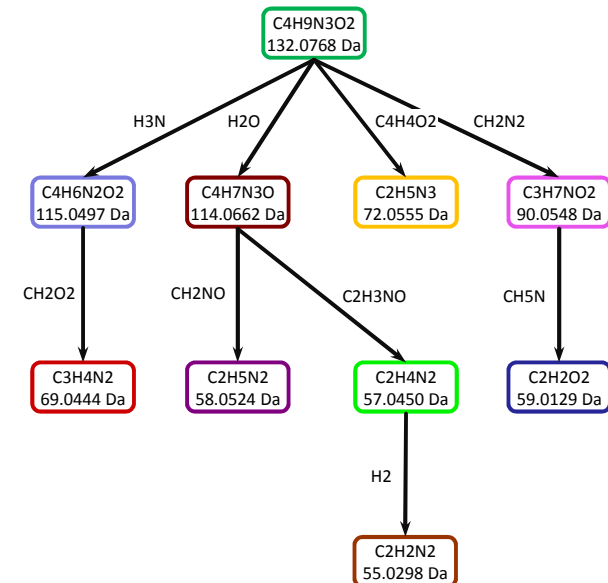 C4H9N3O2
132.0768 Da
H3N
H2O
C4H4O2
CH2N2
C4H6N2O2
115.0497 Da
C4H7N3O
114.0662 Da
C2H5N3
72.0555 Da
C3H7NO2
90.0548 Da
CH2O2
CH2NO
C2H3NO
CH5N
C3H4N2
69.0444 Da
C2H5N2
58.0524 Da
C2H4N2
57.0450 Da
C2H2O2
59.0129 Da
H2
C2H2N2
55.0298 Da